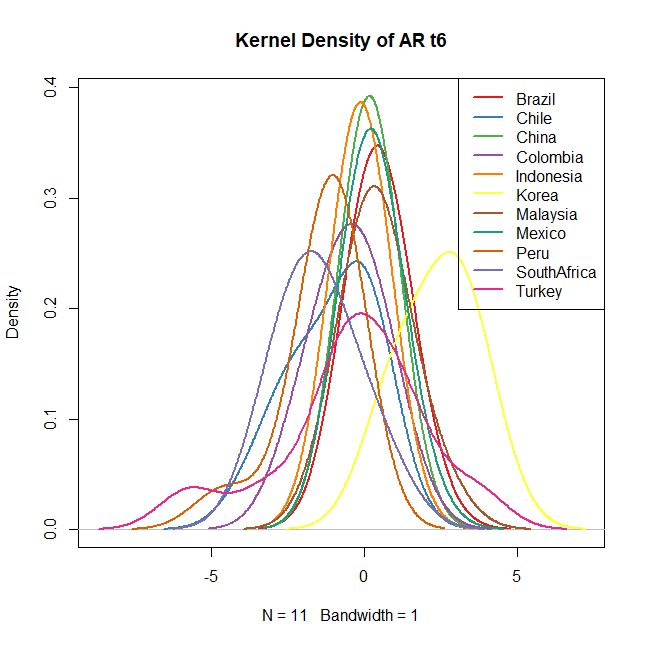 Kernel Density of AR t6
Density
0.0
0.1
0.2
0.3
0.4
Brazil
Chile
China
Colombia
Indonesia
Korea
Malaysia
Mexico
Peru
SouthAfrica
Turkey
-5 0 5
N = 11 Bandwidth = 1